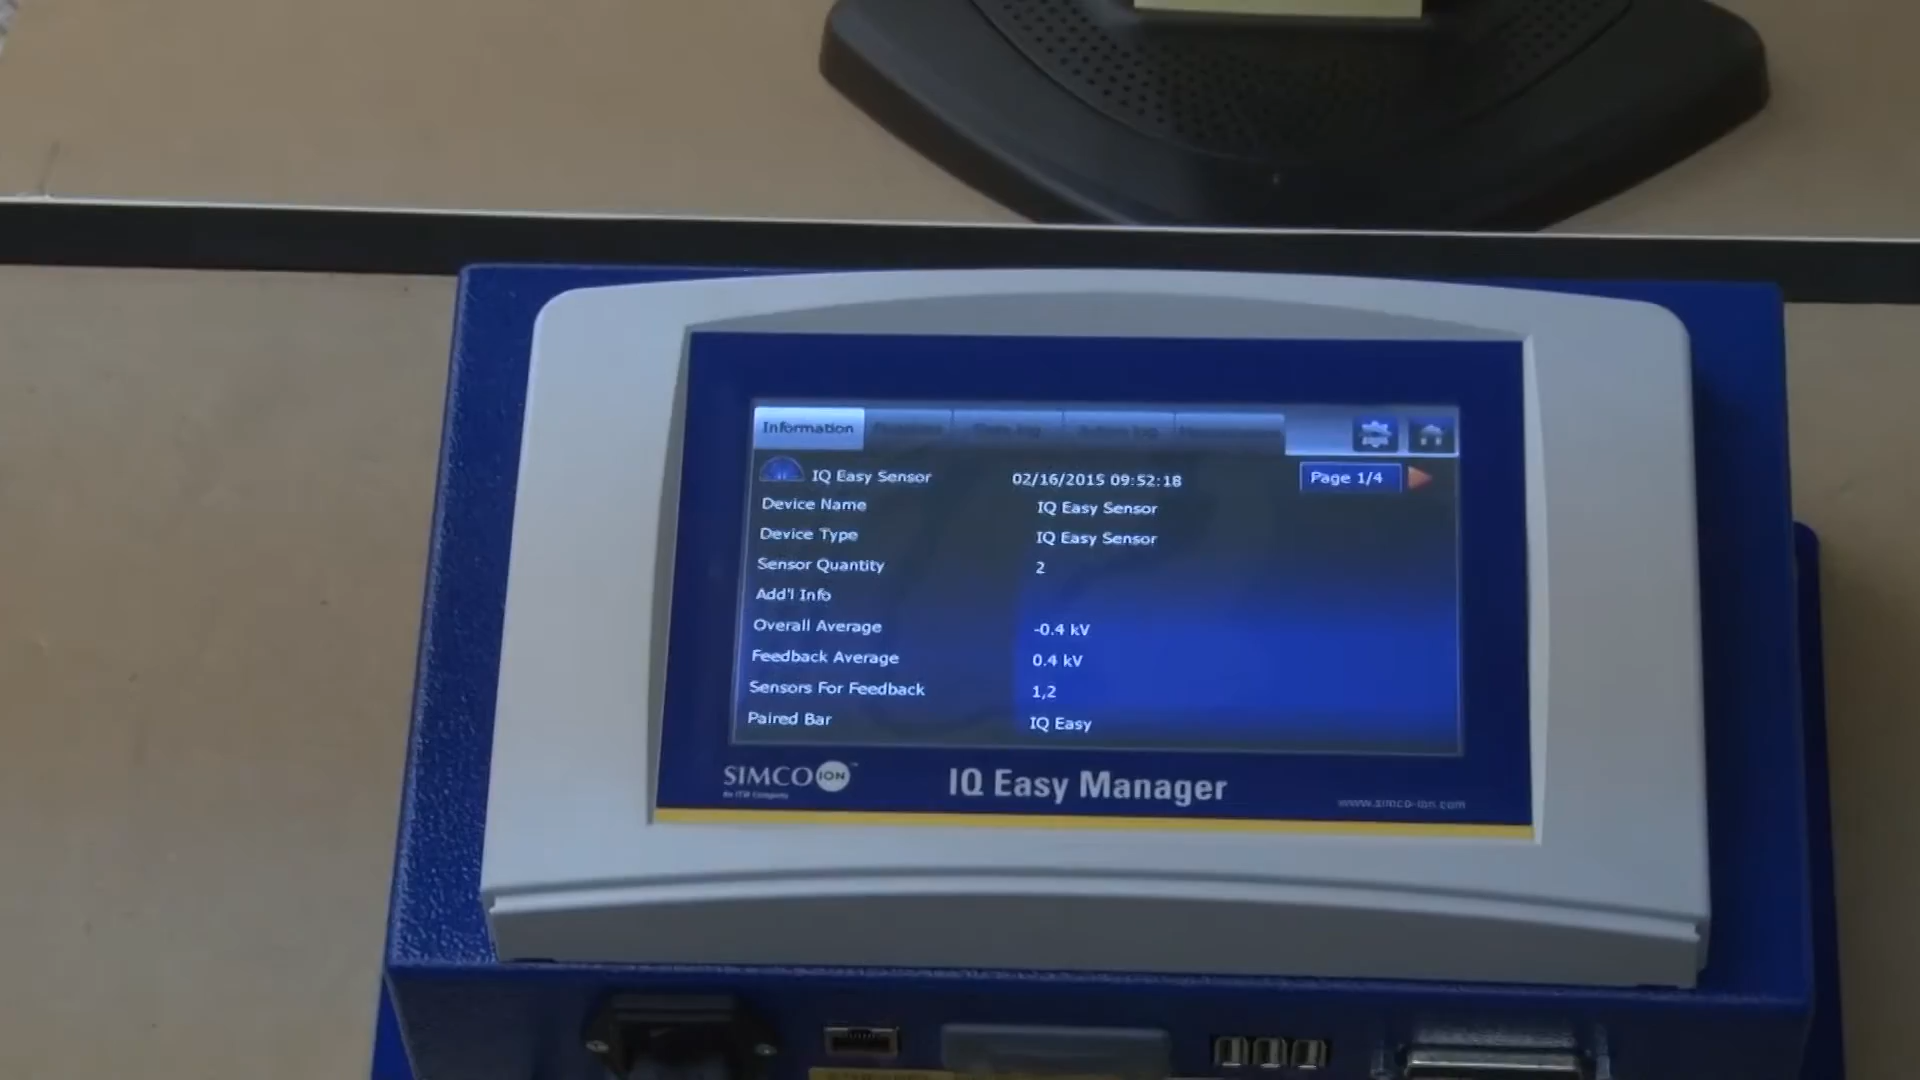 Information
IQ Easy Sensor 02/16/2015 09:52:18 Page 1/4
Device Name IQ Easy Sensor
Device Type IQ Easy Sensor
Sensor Quantity 2
Add'l Info
Overall Average -0.4 kV
Feedback Average 0.4 kV
Sensors For Feedback 1,2
Paired Bar IQ Easy
SIMCO ION™
An ITW Company
IQ Easy Manager
www.simco-ion.com